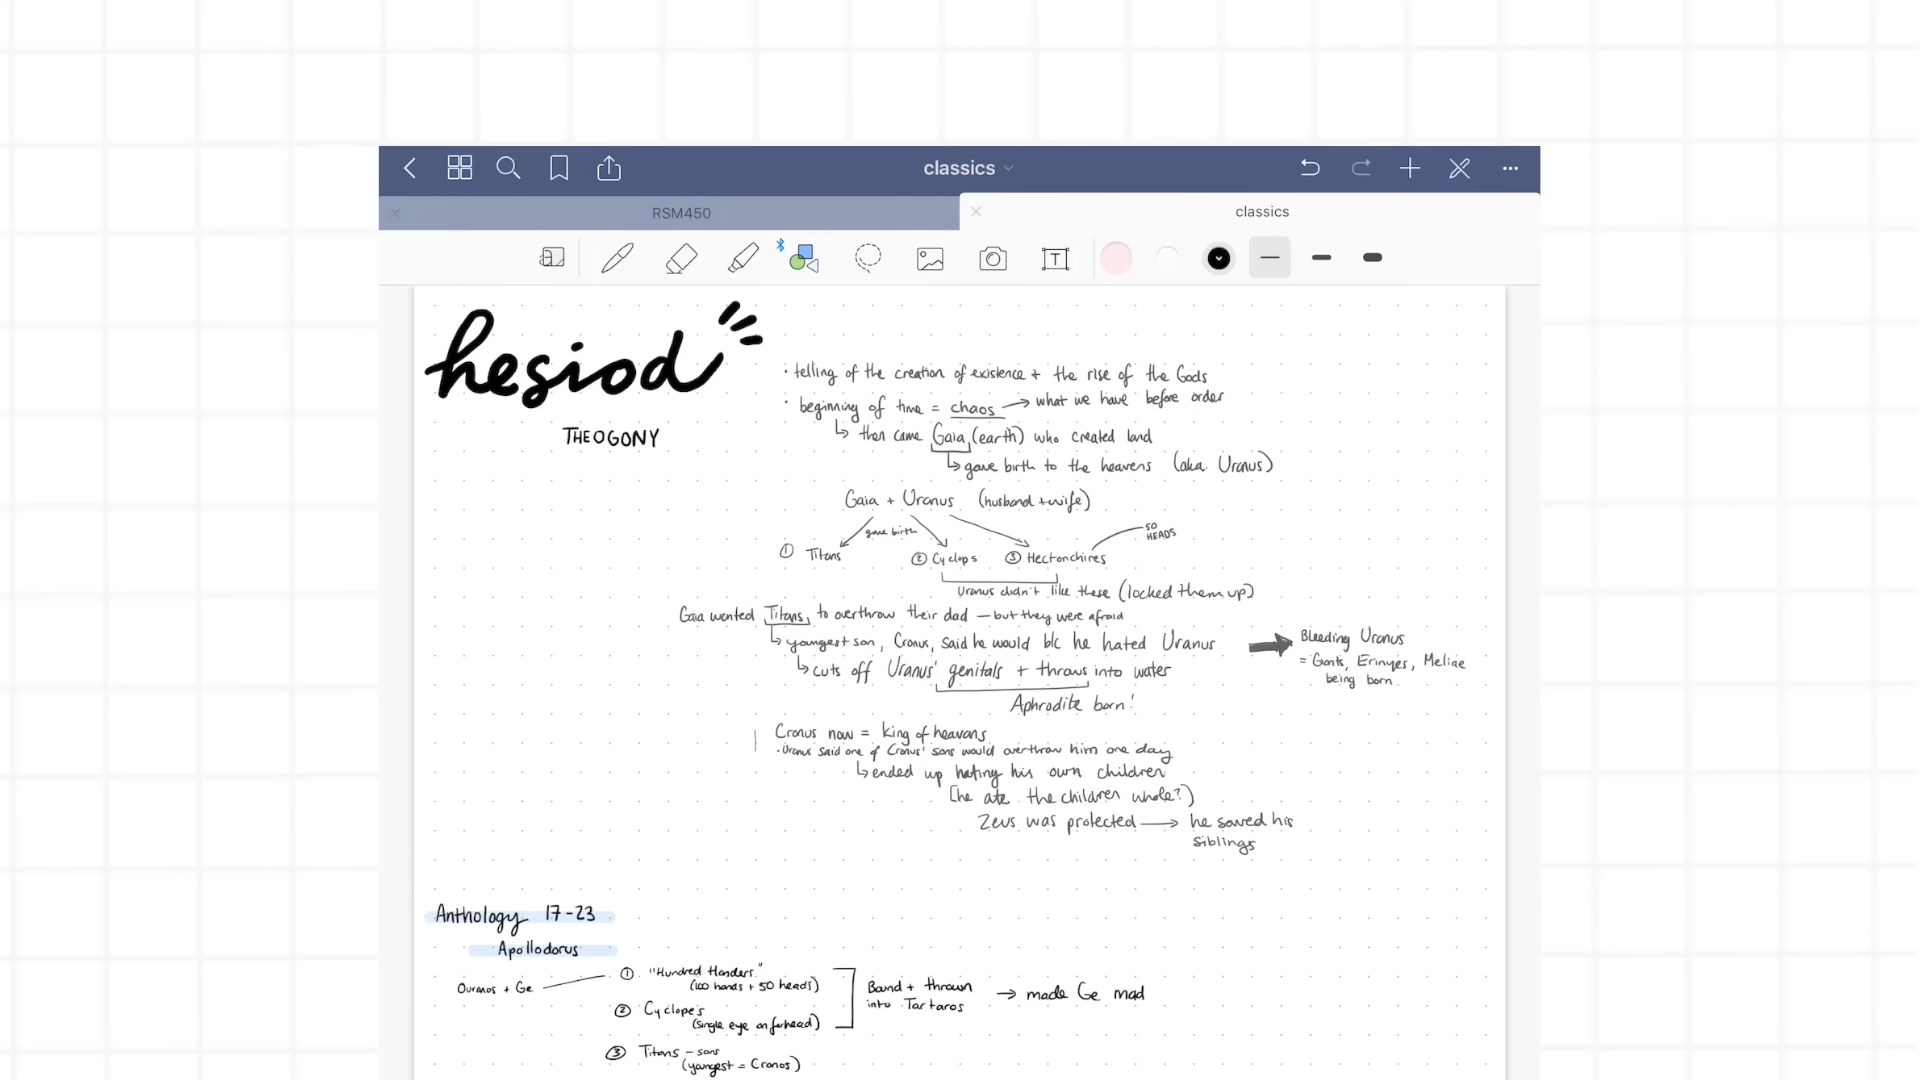 classics
RSM450
classics
hesiod
THEOGONY
· telling of the creation of existence + the rise of the Gods
· beginning of time = chaos → what we have before order
↳ then came Gaia (earth) who created land
↳ gave birth to the heavens (aka Uranus)
Gaia + Uranus (husband + wife)
gave birth
50 HEADS
① Titans ② Cyclops ③ Hectonchires
Uranus didn't like these (locked them up)
Gaia wanted Titans, to overthrow their dad – but they were afraid
↳ youngest son, Cronus, said he would b/c he hated Uranus
↳ cuts off Uranus' genitals + throws into water
Aphrodite born!
Bleeding Uranus
= Giants, Erinyes, Meliae
being born
Cronus now = king of heavens
· Uranus said one of Cronus' sons would overthrow him one day
↳ ended up hating his own children
(he ate the children whole?)
Zeus was protected → he saved his
siblings
Anthology 17-23
Apollodorus
Ouranos + Ge
① "Hundred Handers"
(100 hands + 50 heads)
② Cyclopes
(single eye on forhead)
③ Titans – sons
(youngest = Cronos)
Bound + thrown
into Tartaros
→ made Ge mad